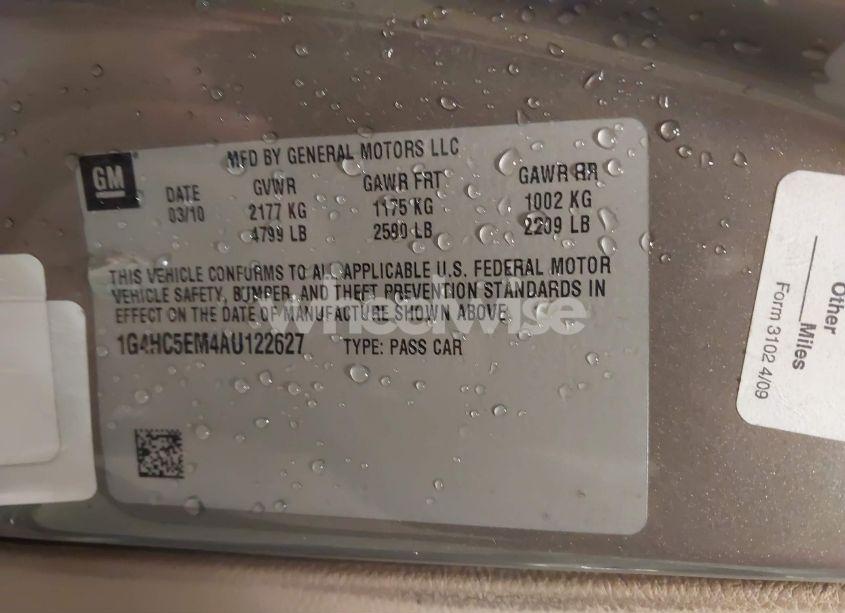 MFD BY GENERAL MOTORS LLC
GM
DATE GVWR GAWR FRT GAWR RR
03/10 2177 KG 1175 KG 1002 KG
4799 LB 2590 LB 2209 LB
THIS VEHICLE CONFORMS TO ALL APPLICABLE U.S. FEDERAL MOTOR
VEHICLE SAFETY, BUMPER, AND THEFT PREVENTION STANDARDS IN
EFFECT ON THE DATE OF MANUFACTURE SHOWN ABOVE.
1G4HC5EM4AU122627 TYPE: PASS CAR
Other
Miles
Form 3102 4/09